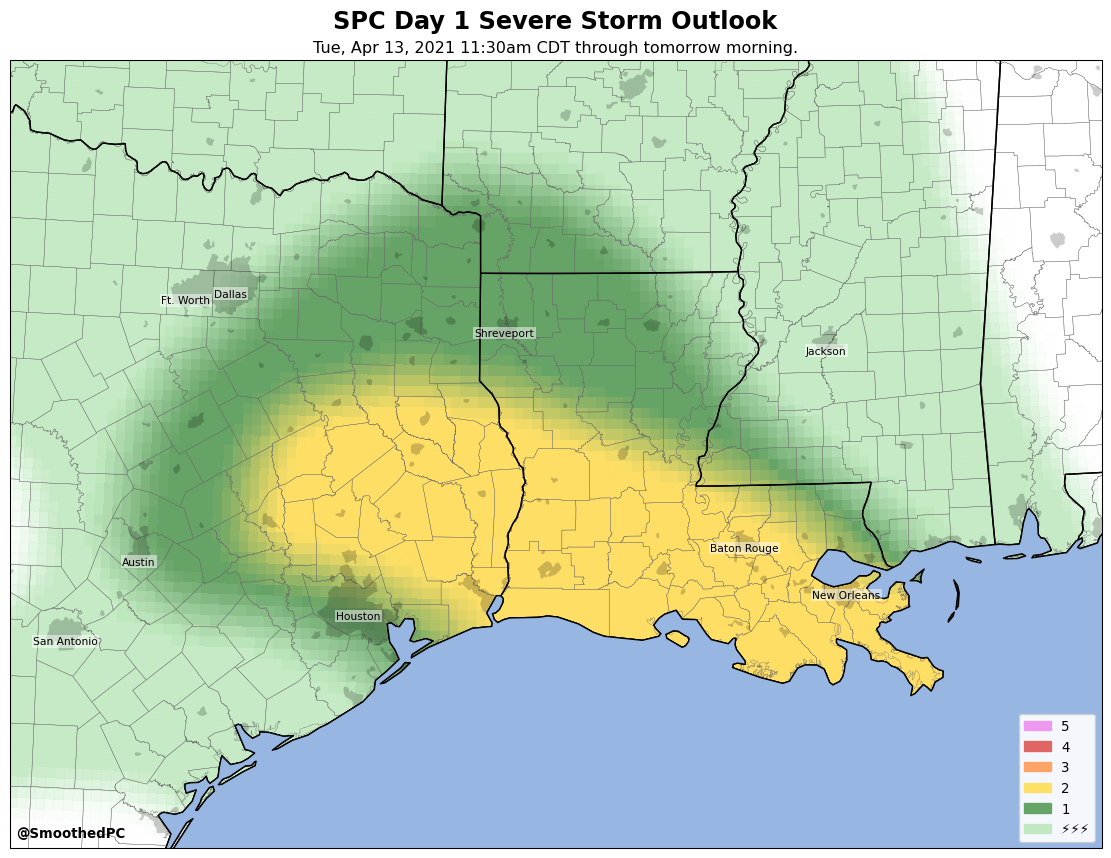 SPC Day 1 Severe Storm Outlook
Tue, Apr 13, 2021 11:30am CDT through tomorrow morning.
Ft. Worth
Dallas
Shreveport
Jackson
Austin
Baton Rouge
New Orleans
Houston
San Antonio
5
4
3
2
1
⚡⚡⚡
@SmoothedPC